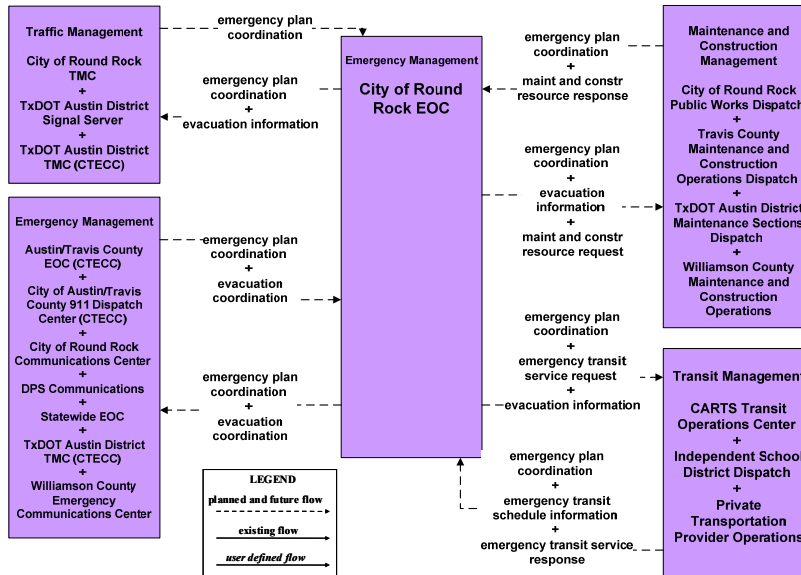 Traffic Management
City of Round Rock
TMC
+
TxDOT Austin District
Signal Server
+
TxDOT Austin District
TMC (CTECC)
emergency plan
coordination
emergency plan
coordination
+
evacuation information
Emergency Management
City of Round
Rock EOC
emergency plan
coordination
+
maint and constr
resource response
emergency plan
coordination
+
evacuation
information
+
maint and constr
resource request
Maintenance and
Construction
Management
City of Round Rock
Public Works Dispatch
+
Travis County
Maintenance and
Construction
Operations Dispatch
+
TxDOT Austin District
Maintenance Sections
Dispatch
+
Williamson County
Maintenance and
Construction
Operations
Emergency Management
Austin/Travis County
EOC (CTECC)
+
City of Austin/Travis
County 911 Dispatch
Center (CTECC)
+
City of Round Rock
Communications Center
+
DPS Communications
+
Statewide EOC
+
TxDOT Austin District
TMC (CTECC)
+
Williamson County
Emergency
Communications Center
emergency plan
coordination
+
evacuation
coordination
emergency plan
coordination
+
evacuation
coordination
emergency plan
coordination
+
emergency transit
service request
+
evacuation information
emergency plan
coordination
+
emergency transit
schedule information
+
emergency transit service
response
Transit Management
CARTS Transit
Operations Center
+
Independent School
District Dispatch
+
Private
Transportation
Provider Operations
LEGEND
planned and future flow
existing flow
user defined flow